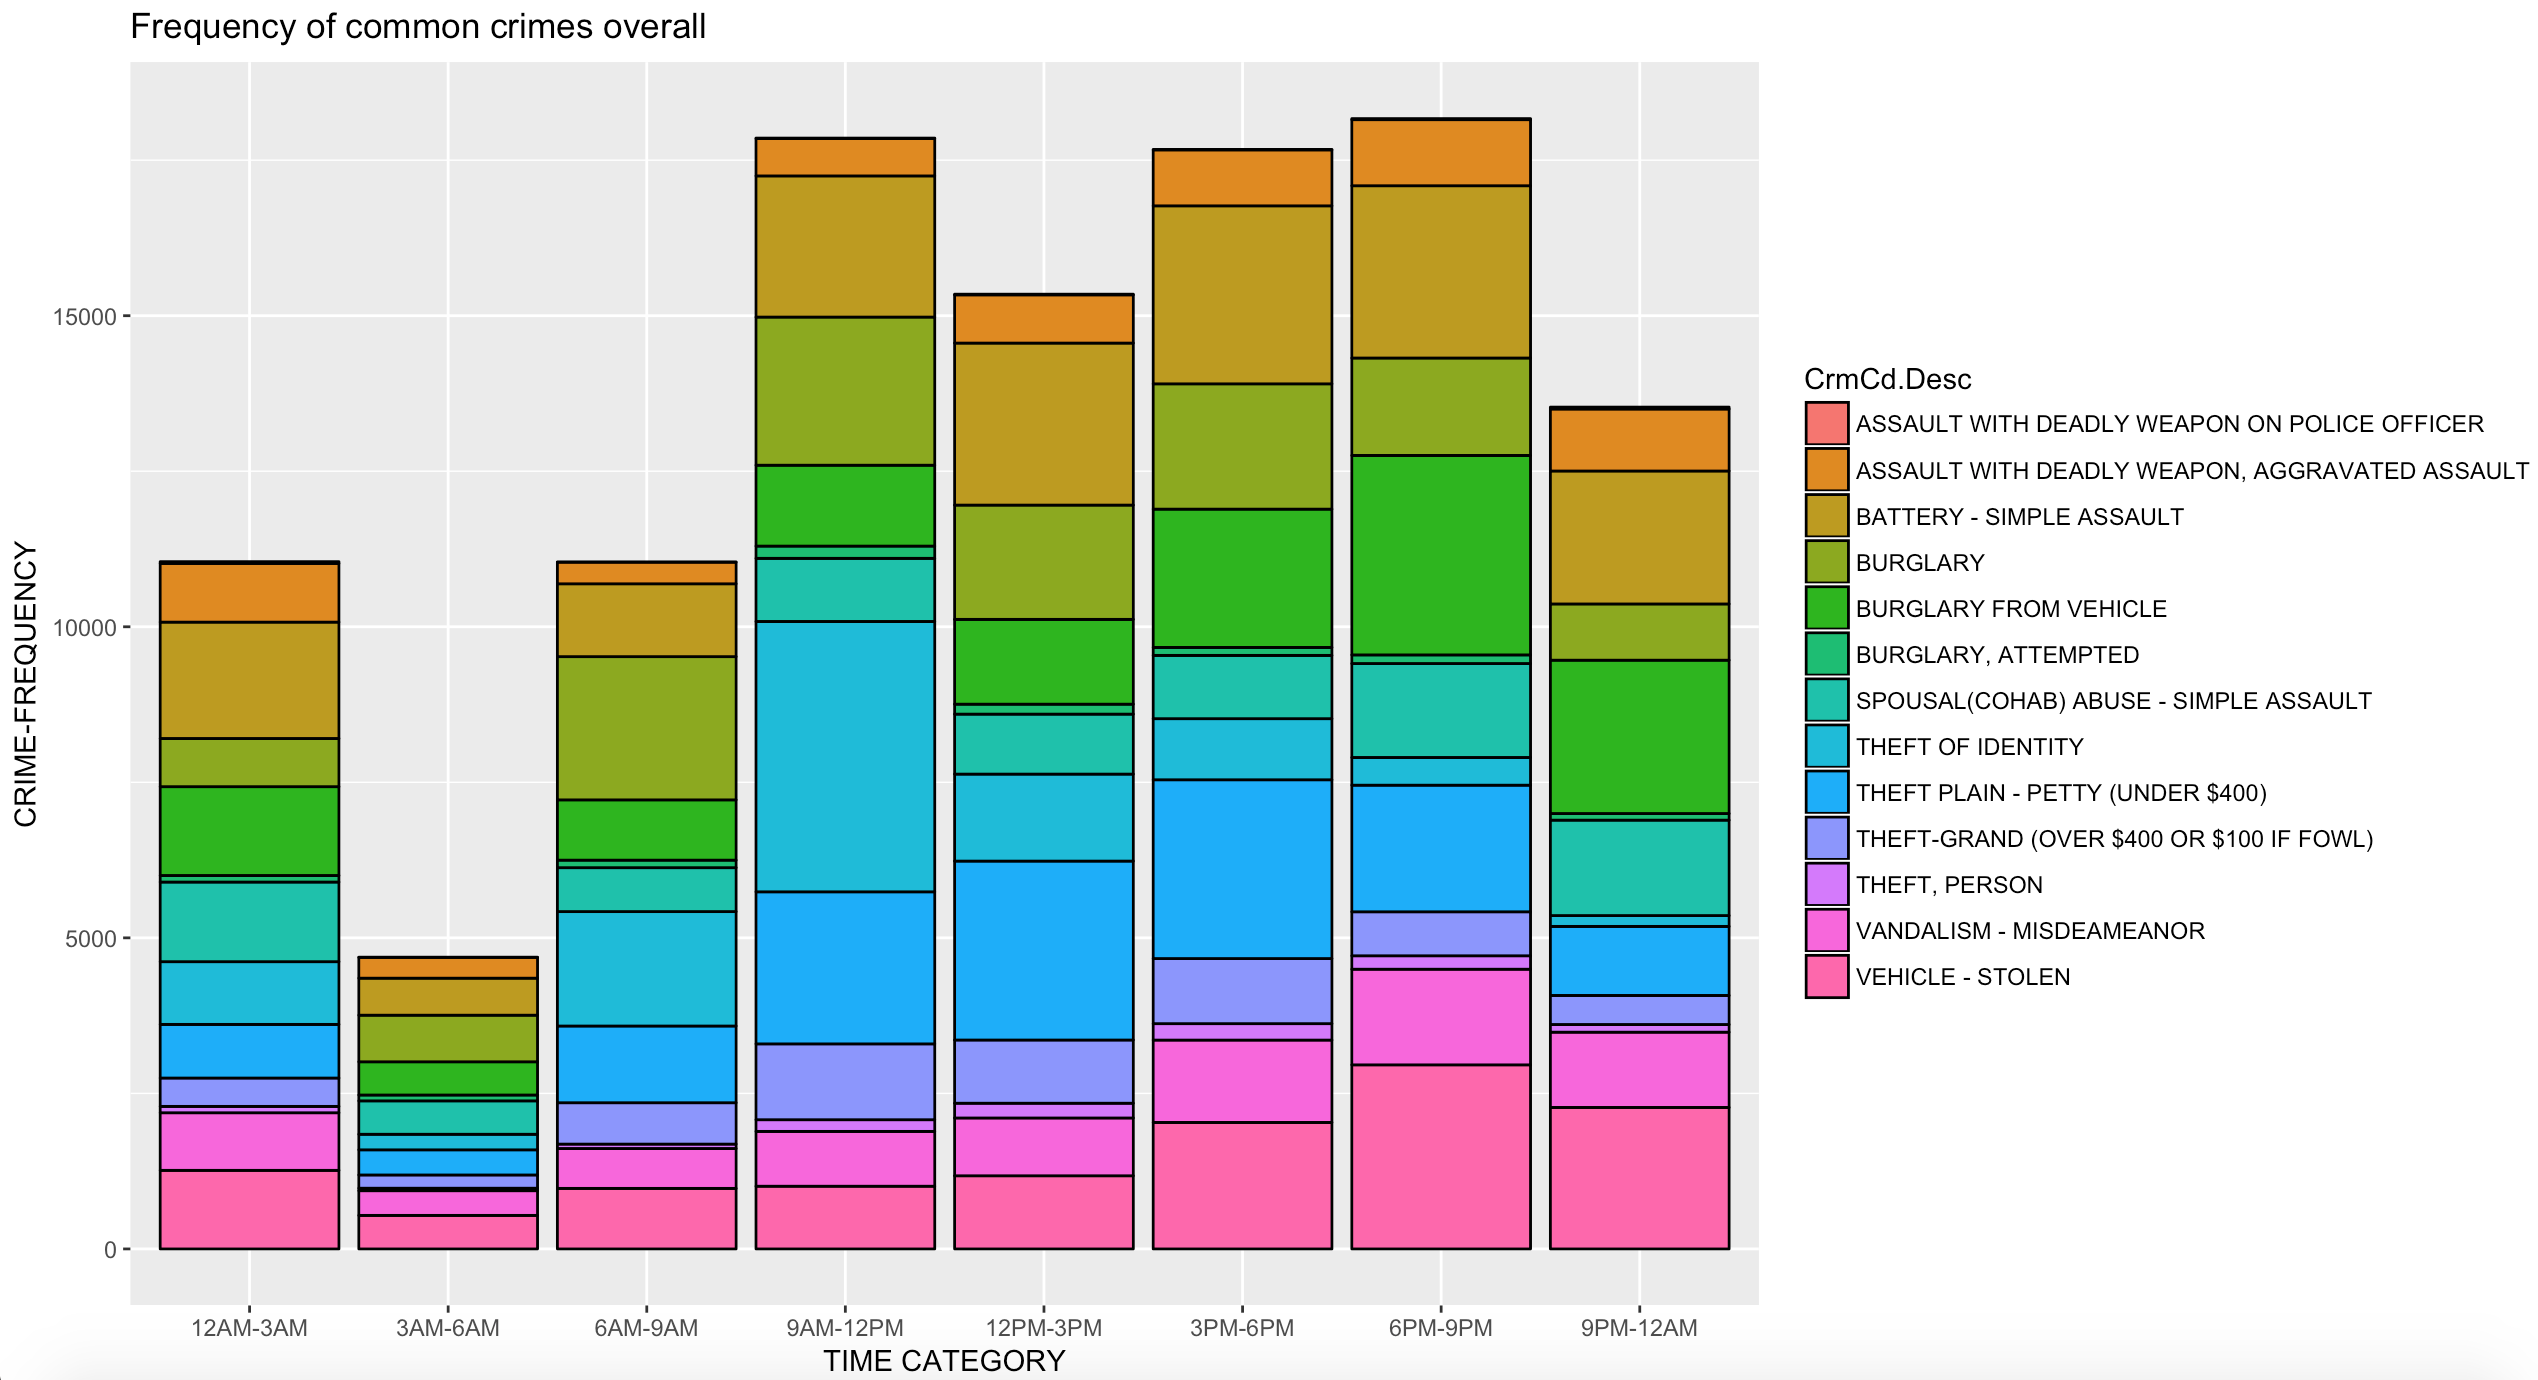 Frequency of common crimes overall
CRIME-FREQUENCY
15000
10000
5000
0
12AM-3AM
3AM-6AM
6AM-9AM
9AM-12PM
12PM-3PM
3PM-6PM
6PM-9PM
9PM-12AM
TIME CATEGORY
CrmCd.Desc
ASSAULT WITH DEADLY WEAPON ON POLICE OFFICER
ASSAULT WITH DEADLY WEAPON, AGGRAVATED ASSAULT
BATTERY - SIMPLE ASSAULT
BURGLARY
BURGLARY FROM VEHICLE
BURGLARY, ATTEMPTED
SPOUSAL(COHAB) ABUSE - SIMPLE ASSAULT
THEFT OF IDENTITY
THEFT PLAIN - PETTY (UNDER $400)
THEFT-GRAND (OVER $400 OR $100 IF FOWL)
THEFT, PERSON
VANDALISM - MISDEAMEANOR
VEHICLE - STOLEN